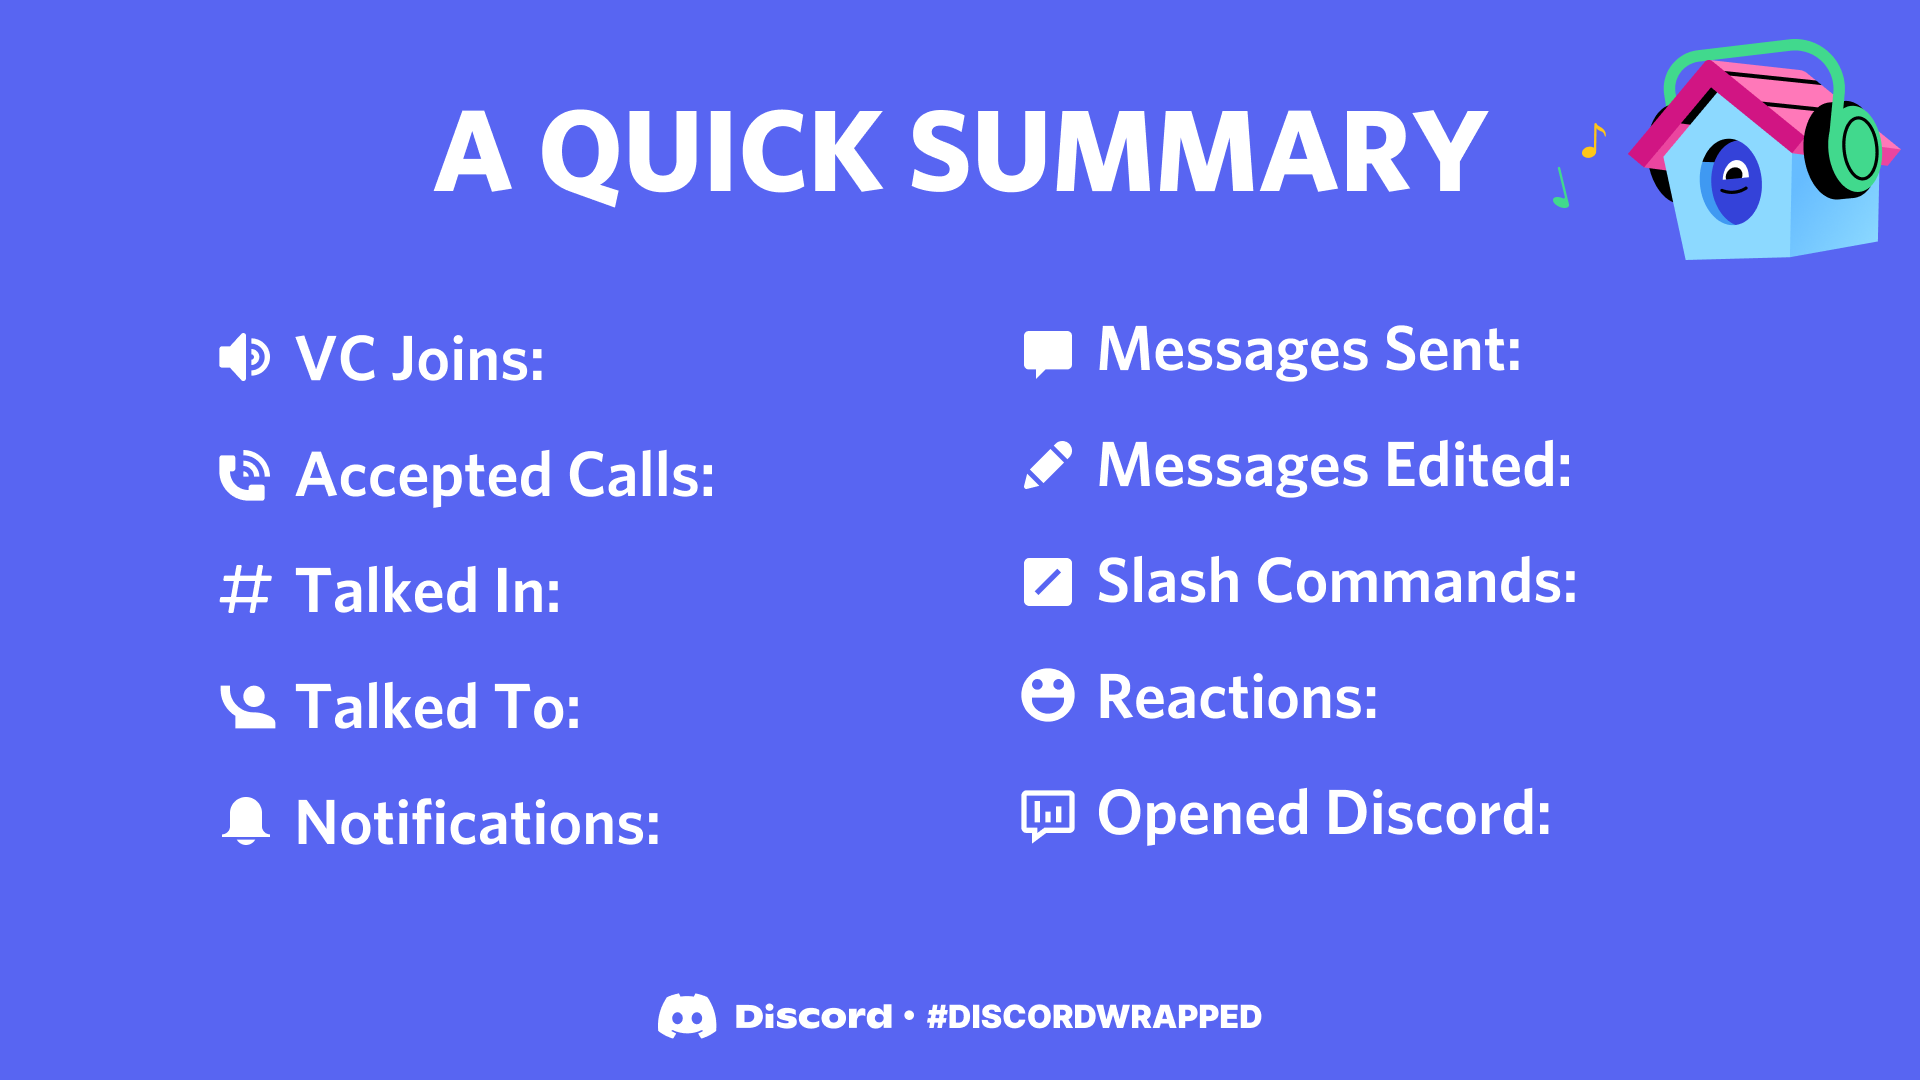 A QUICK SUMMARY
VC Joins:
Accepted Calls:
Talked In:
Talked To:
Notifications:
Messages Sent:
Messages Edited:
Slash Commands:
Reactions:
Opened Discord:
Discord • #DISCORDWRAPPED